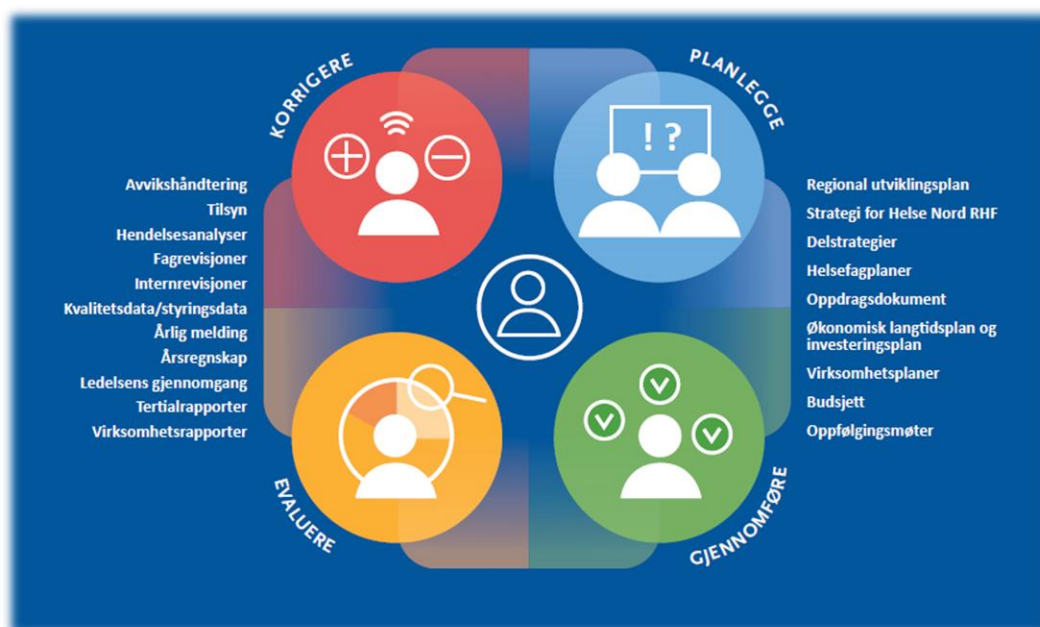 KORRIGERE
PLANLEGGE
! ?
Avvikshåndtering
Tilsyn
Hendelsesanalyser
Fagrevisjoner
Internrevisjoner
Kvalitetsdata/styringsdata
Årlig melding
Årsregnskap
Ledelsens gjennomgang
Tertialrapporter
Virksomhetsrapporter
Regional utviklingsplan
Strategi for Helse Nord RHF
Delstrategier
Helsefagplaner
Oppdragsdokument
Økonomisk langtidsplan og
investeringsplan
Virksomhetsplaner
Budsjett
Oppfølgingsmøter
EVALUERE
GJENNOMFØRE